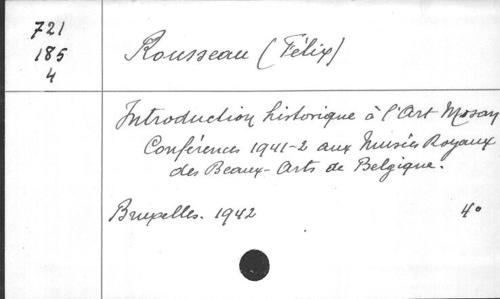 721
185
4
Rousseau (Félix)
Introduction historique à l'Art Mosan
Conférences 1941-2 aux Musées Royaux
des Beaux-Arts de Belgique.
Bruxelles. 1942 4°